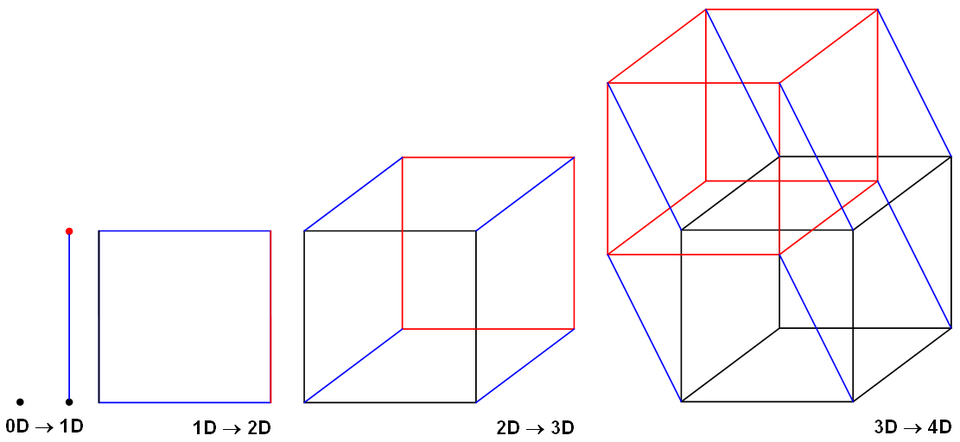 0D → 1D
1D → 2D
2D → 3D
3D → 4D